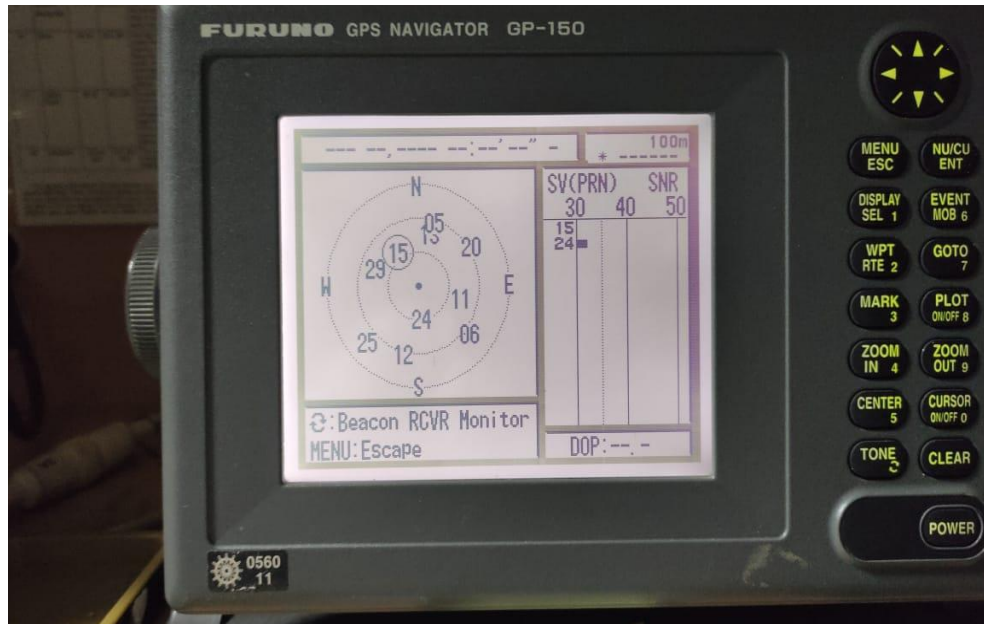 FURUNO GPS NAVIGATOR GP-150
--- --, ---- --:--'--" -
100m
* ------
N
05
13
15
20
29
W
E
11
24
06
25
12
S
SV(PRN) SNR
30 40 50
15
24
DOP:--. -
:Beacon RCVR Monitor
MENU:Escape
MENU ESC
NU/CU ENT
DISPLAY SEL 1
EVENT MOB 6
WPT RTE 2
GOTO 7
MARK 3
PLOT ON/OFF 8
ZOOM IN 4
ZOOM OUT 9
CENTER 5
CURSOR ON/OFF 0
TONE
CLEAR
POWER
0560
11